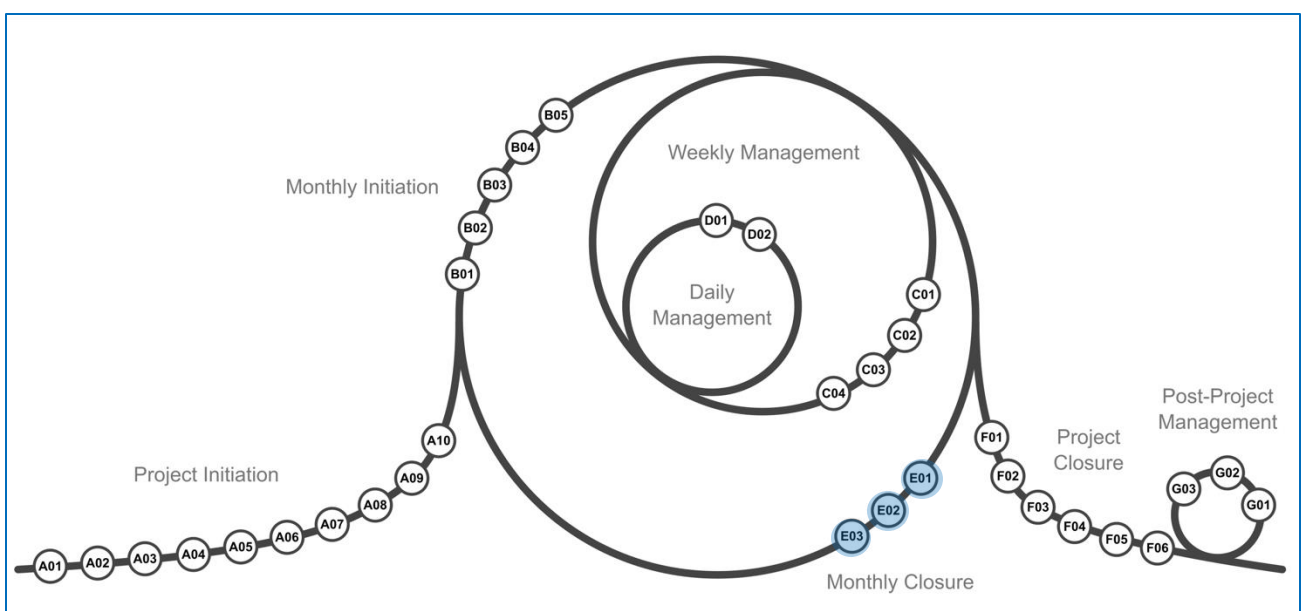 Project Initiation
A01
A02
A03
A04
A05
A06
A07
A08
A09
A10
Monthly Initiation
B01
B02
B03
B04
B05
Weekly Management
C01
C02
C03
C04
Daily
Management
D01
D02
Monthly Closure
E01
E02
E03
Project
Closure
F01
F02
F03
F04
F05
F06
Post-Project
Management
G03
G02
G01